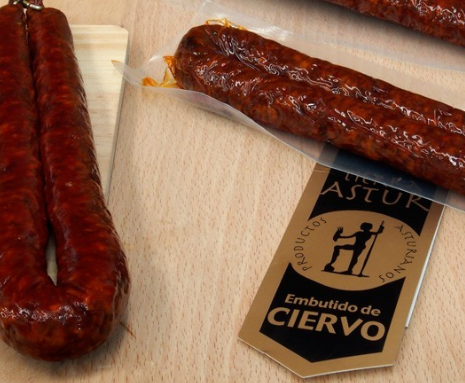 ASTUR
PRODUCTOS ASTURIANOS
Embutido de
CIERVO